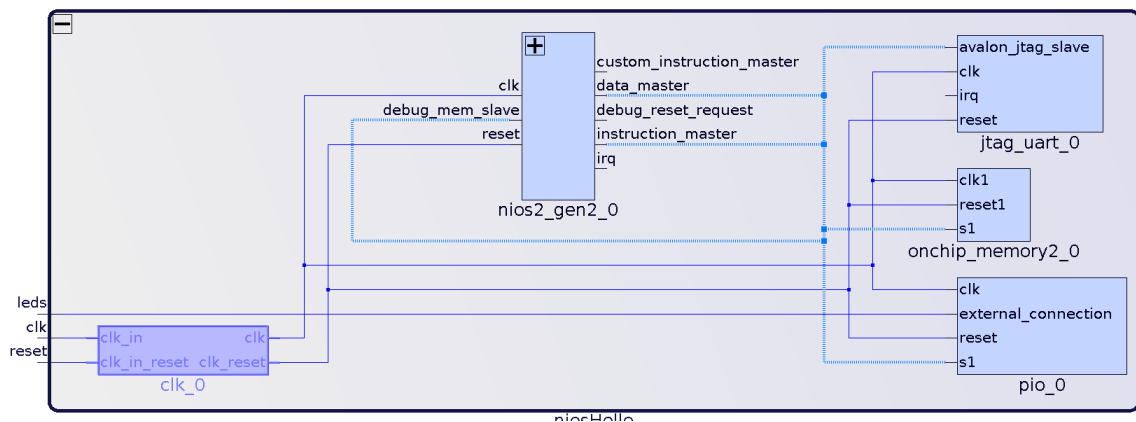 custom_instruction_master
clk
data_master
debug_mem_slave
debug_reset_request
reset
instruction_master
irq
nios2_gen2_0
avalon_jtag_slave
clk
irq
reset
jtag_uart_0
clk1
reset1
s1
onchip_memory2_0
clk
external_connection
reset
s1
pio_0
leds
clk
reset
clk_in
clk
clk_in_reset
clk_reset
clk_0
niosHello